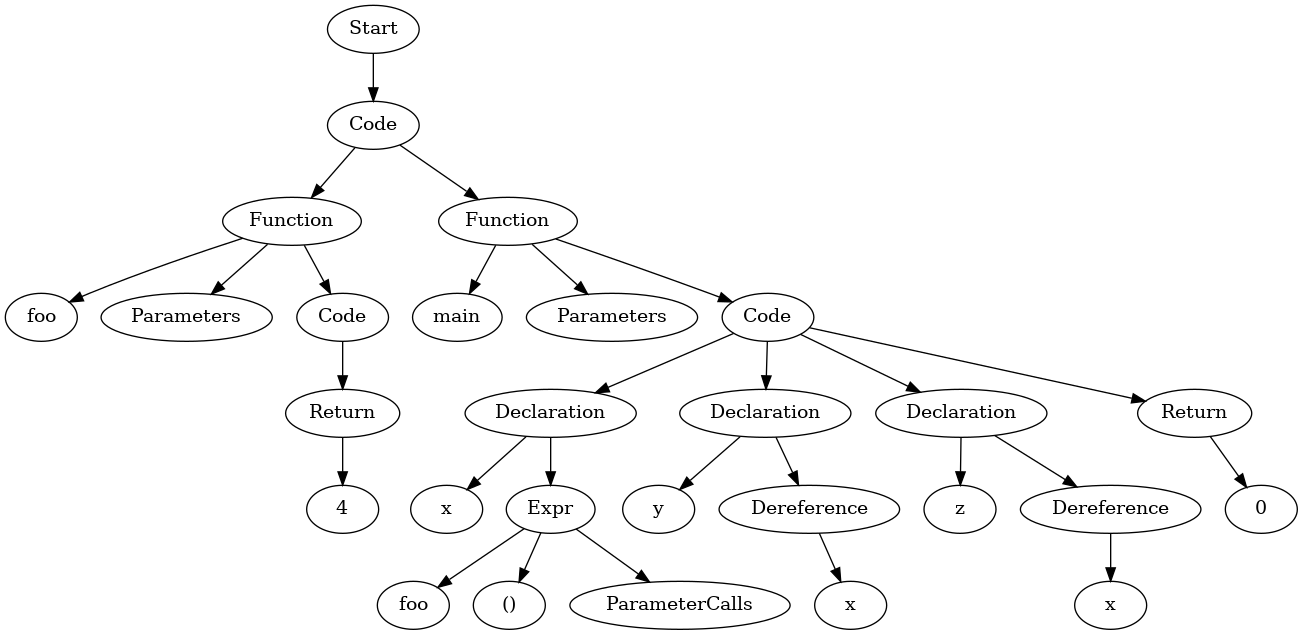 Start
Code
Function Function
foo Parameters Code main Parameters Code
Return Declaration Declaration Declaration Return
4 x Expr y Dereference z Dereference 0
foo () ParameterCalls x x